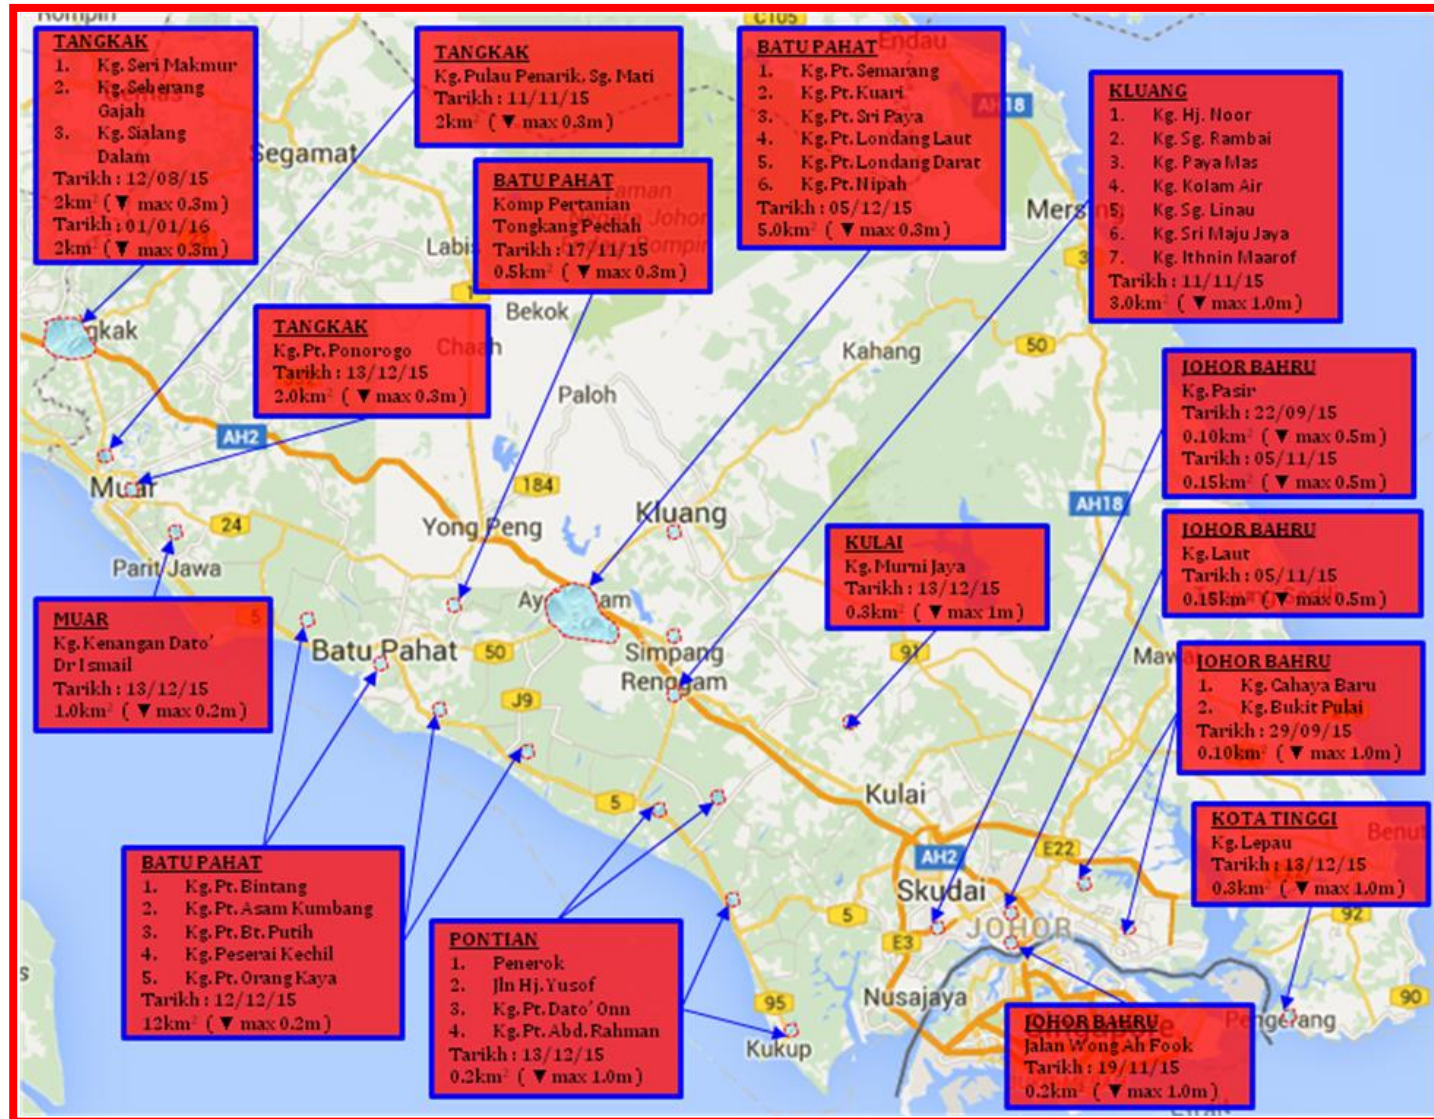 Rompin
C105
Endau
TANGKAK
1. Kg. Seri Makmur
2. Kg. Seberang
Gajah
3. Kg. Sialang
Dalam
Tarikh : 12/08/15
2km² ( ▼ max 0.3m)
Tarikh : 01/01/16
2km² ( ▼ max 0.3m)
TANGKAK
Kg. Pulau Penarik, Sg. Mati
Tarikh : 11/11/15
2km² ( ▼ max 0.3m )
BATU PAHAT
1. Kg. Pt. Semarang
2. Kg. Pt. Kuari
3. Kg. Pt. Sri Paya
4. Kg. Pt. Londang Laut
5. Kg. Pt. Londang Darat
6. Kg. Pt. Nipah
Tarikh : 05/12/15
5.0km² ( ▼ max 0.3m )
KLUANG
1. Kg. Hj. Noor
2. Kg. Sg. Rambai
3. Kg. Paya Mas
4. Kg. Kolam Air
5. Kg. Sg. Linau
6. Kg. Sri Maju Jaya
7. Kg. Ithnin Maarof
Tarikh : 11/11/15
3.0km² ( ▼ max 1.0m )
AH18
Segamat
BATU PAHAT
Komp Pertanian
Tongkang Pechah
Tarikh : 17/11/15
0.5km² ( ▼ max 0.3m )
Mersing
Labis
3
1
Bekok
TANGKAK
Kg. Pt. Ponorogo
Tarikh : 13/12/15
2.0km² ( ▼ max 0.3m )
Chaah
gkak
Kahang
50
Paloh
JOHOR BAHRU
Kg. Pasir
Tarikh : 22/09/15
0.10km² ( ▼ max 0.5m )
Tarikh : 05/11/15
0.15km² ( ▼ max 0.5m )
AH2
Muar
184
AH18
Kluang
24
Yong Peng
Parit Jawa
KULAI
Kg. Murni Jaya
Tarikh : 13/12/15
0.3km² ( ▼ max 1m )
JOHOR BAHRU
Kg. Laut
Tarikh : 05/11/15
0.15km² ( ▼ max 0.5m )
MUAR
Kg. Kenangan Dato'
Dr Ismail
Tarikh : 13/12/15
1.0km² ( ▼ max 0.2m )
5
Batu Pahat
50
Simpang
Renggam
91
J9
JOHOR BAHRU
1. Kg. Cahaya Baru
2. Kg. Bukit Pulai
Tarikh : 29/09/15
0.10km² ( ▼ max 1.0m )
5
Kulai
BATU PAHAT
1. Kg. Pt. Bintang
2. Kg. Pt. Asam Kumbang
3. Kg. Pt. Bt. Putih
4. Kg. Peserai Kechil
5. Kg. Pt. Orang Kaya
Tarikh : 12/12/15
12km² ( ▼ max 0.2m )
AH2
E22
Skudai
KOTA TINGGI
Kg. Lepau
Tarikh : 13/12/15
0.3km² ( ▼ max 1.0m )
Benut
92
PONTIAN
1. Penerok
2. Jln Hj. Yusof
3. Kg. Pt. Dato' Onn
4. Kg. Pt. Abd. Rahman
Tarikh : 13/12/15
0.2km² ( ▼ max 1.0m )
5
E3
JOHOR
Nusajaya
95
90
Kukup
Pengerang
JOHOR BAHRU
Jalan Wong Ah Fook
Tarikh : 19/11/15
0.2km² ( ▼ max 1.0m )